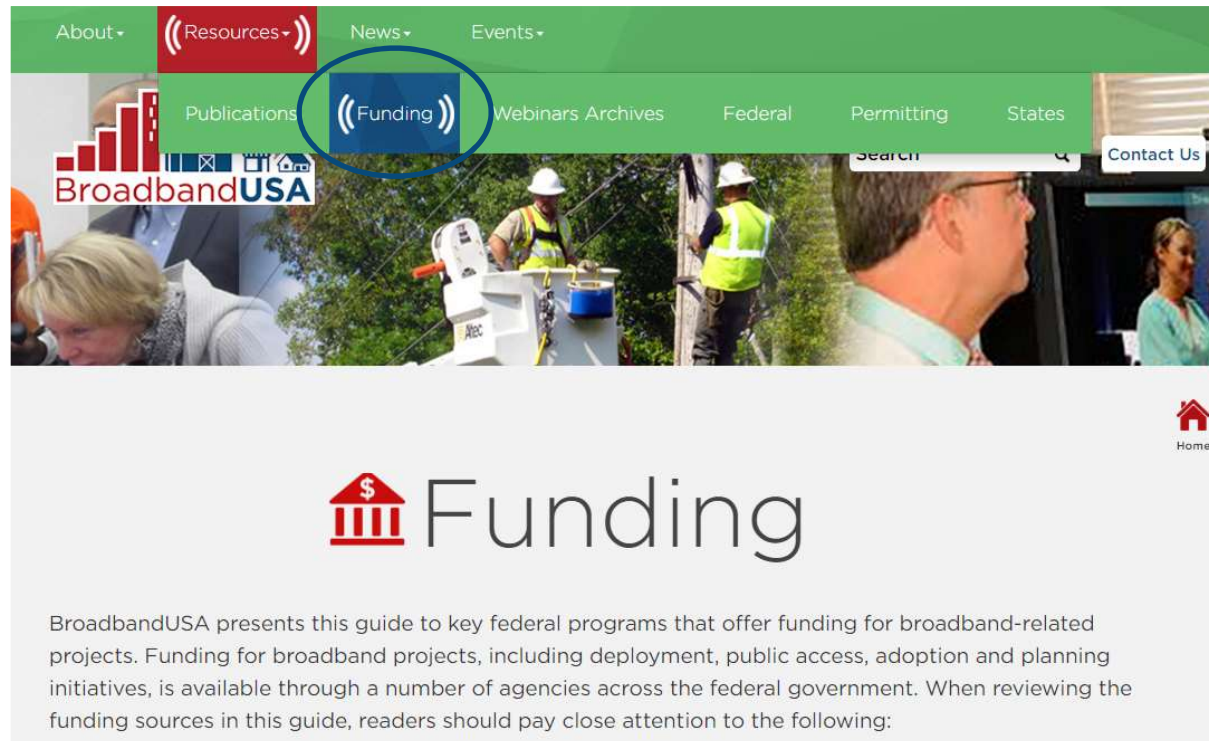 About
((Resources))
News
Events
Publications
((Funding))
Webinars Archives
Federal
Permitting
States
Search
Contact Us
BroadbandUSA
Altec
Home
Funding
BroadbandUSA presents this guide to key federal programs that offer funding for broadband-related
projects. Funding for broadband projects, including deployment, public access, adoption and planning
initiatives, is available through a number of agencies across the federal government. When reviewing the
funding sources in this guide, readers should pay close attention to the following: